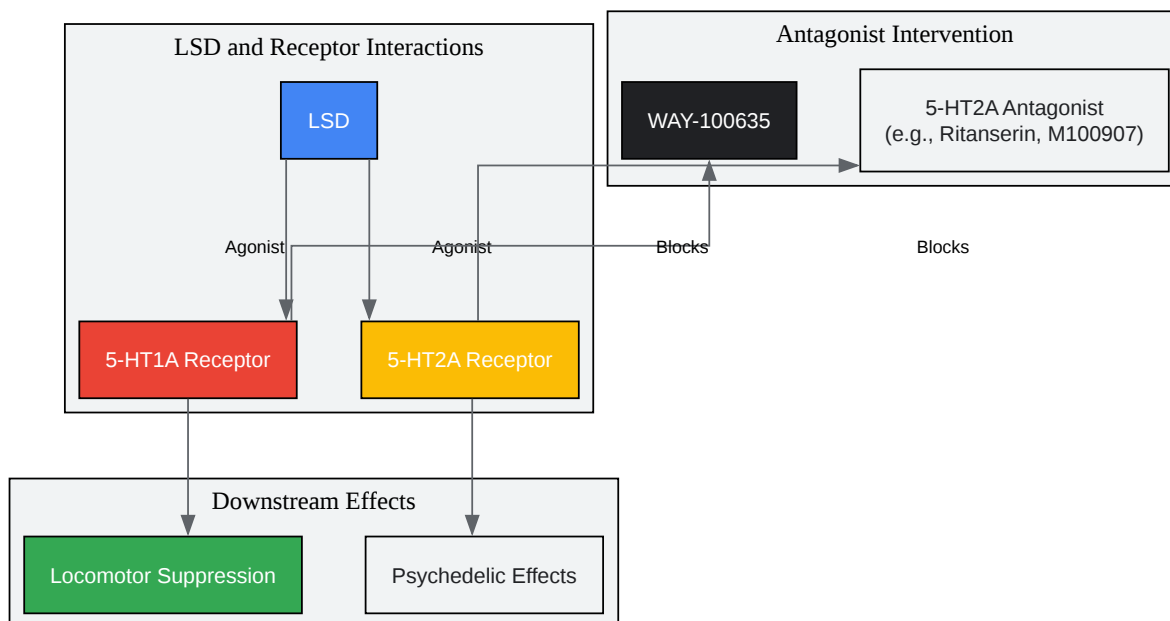 LSD and Receptor Interactions
Antagonist Intervention
LSD
WAY-100635
5-HT2A Antagonist
(e.g., Ritanserin, M100907)
Agonist
Agonist
Blocks
Blocks
5-HT1A Receptor
5-HT2A Receptor
Downstream Effects
Locomotor Suppression
Psychedelic Effects